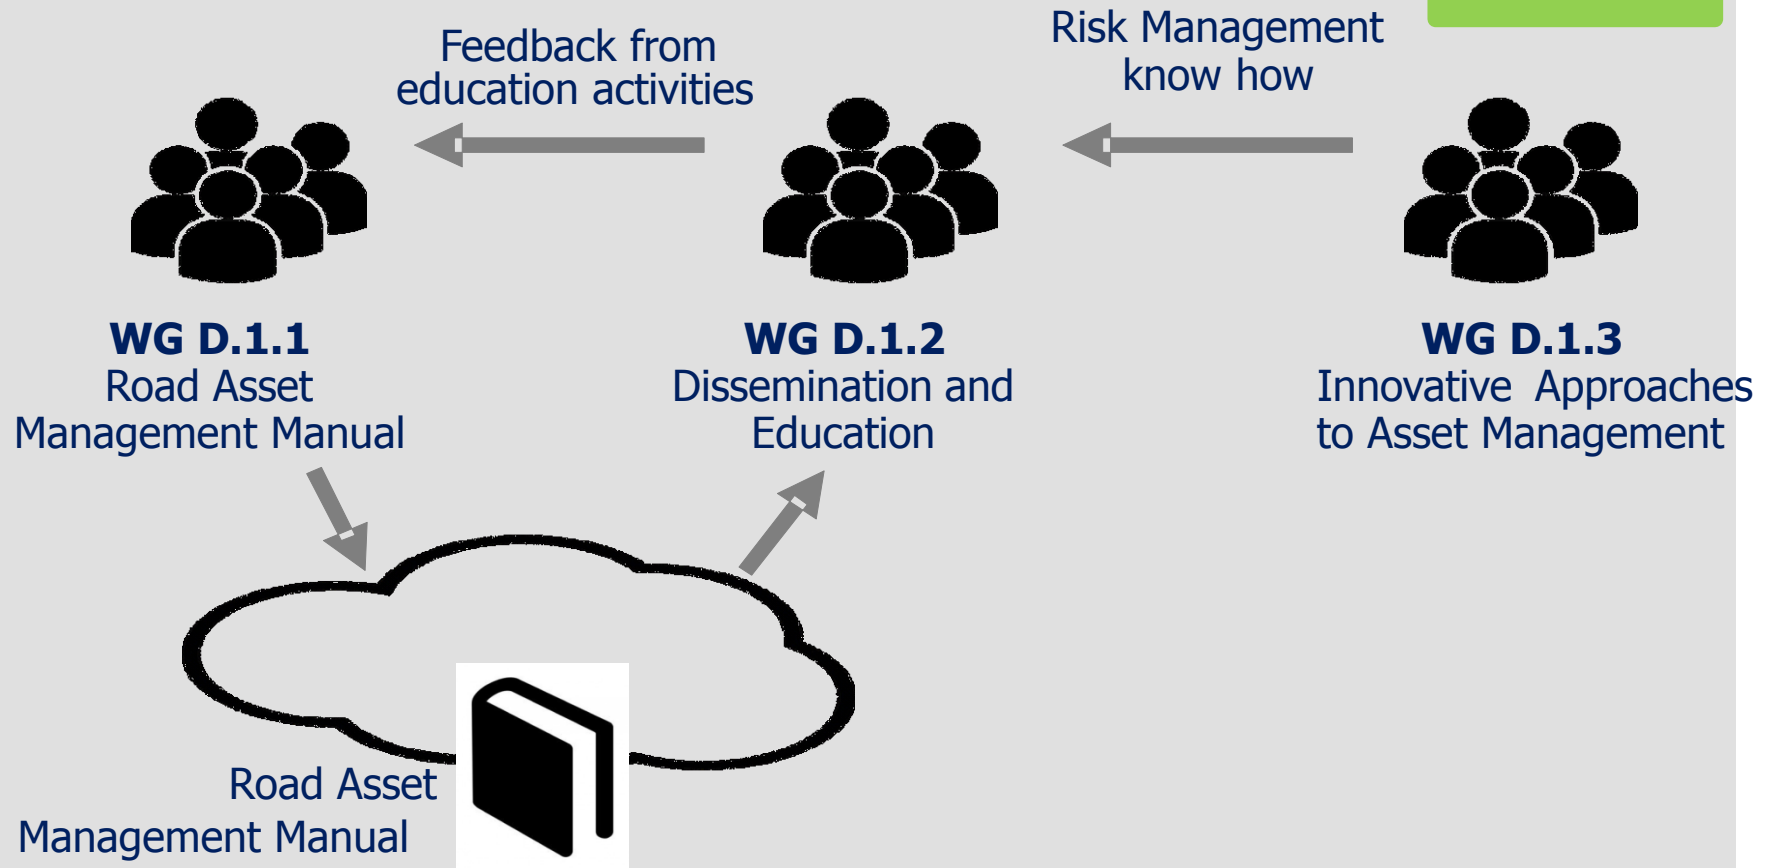 Feedback from
education activities
Risk Management
know how
WG D.1.1
Road Asset
Management Manual
WG D.1.2
Dissemination and
Education
WG D.1.3
Innovative  Approaches
to Asset Management
Road Asset
Management Manual